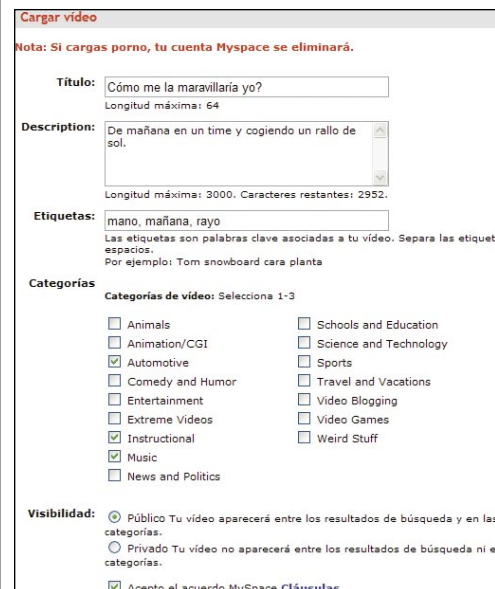 Cargar vídeo
Nota: Si cargas porno, tu cuenta Myspace se eliminará.
Título: Cómo me la maravillaría yo?
Longitud máxima: 64
Description: De mañana en un time y cogiendo un rallo de
sol.
Longitud máxima: 3000. Caracteres restantes: 2952.
Etiquetas: mano, mañana, rayo
Las etiquetas son palabras clave asociadas a tu vídeo. Separa las etiquet
espacios.
Por ejemplo: Tom snowboard cara planta
Categorías
Categorías de vídeo: Selecciona 1-3
Animals Schools and Education
Animation/CGI Science and Technology
Automotive Sports
Comedy and Humor Travel and Vacations
Entertainment Video Blogging
Extreme Videos Video Games
Instructional Weird Stuff
Music
News and Politics
Visibilidad: Público Tu vídeo aparecerá entre los resultados de búsqueda y en las
categorías.
Privado Tu vídeo no aparecerá entre los resultados de búsqueda ni e
categorías.
Acepto el acuerdo MySpace Cláusulas